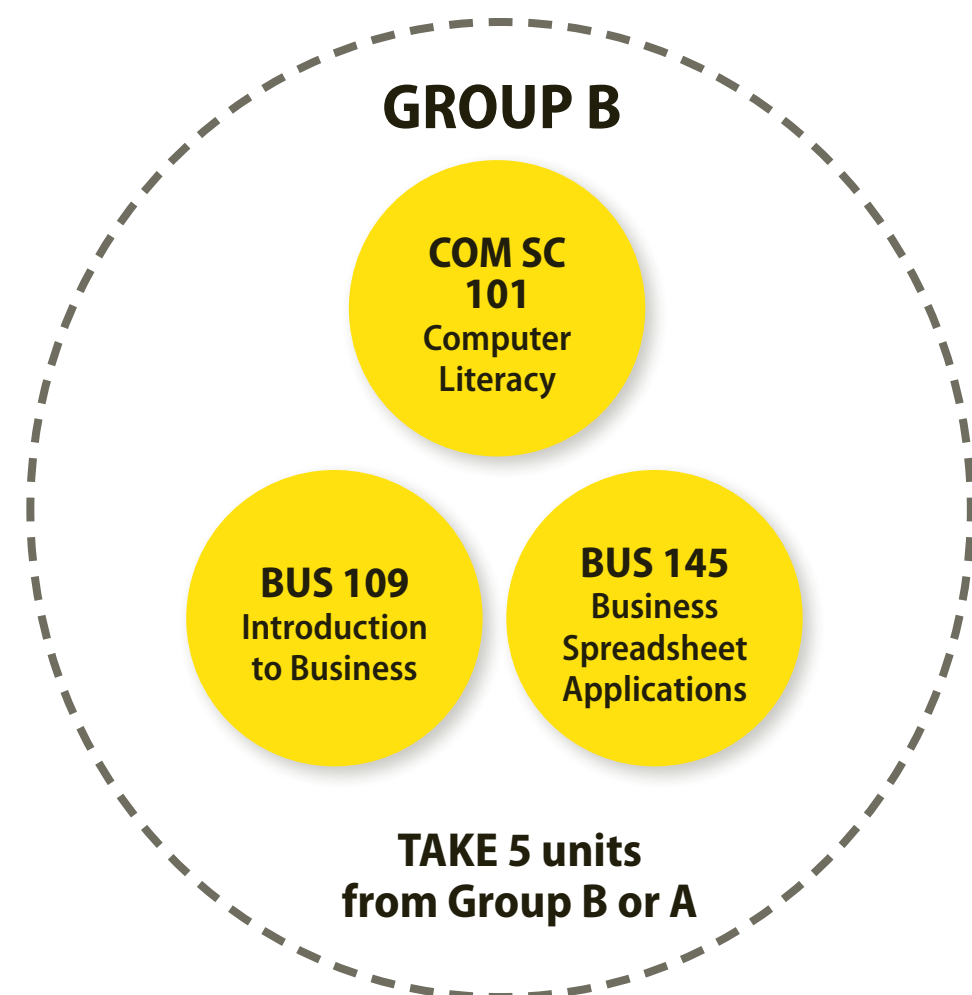 GROUP B
COM SC
101
Computer
Literacy
BUS 109
Introduction
to Business
BUS 145
Business
Spreadsheet
Applications
TAKE 5 units
from Group B or A